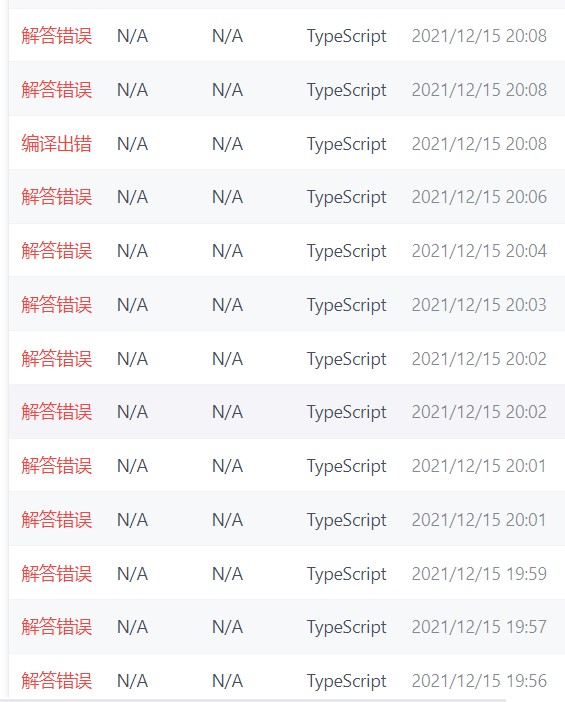 解答错误 N/A N/A TypeScript 2021/12/15 20:08
解答错误 N/A N/A TypeScript 2021/12/15 20:08
编译出错 N/A N/A TypeScript 2021/12/15 20:08
解答错误 N/A N/A TypeScript 2021/12/15 20:06
解答错误 N/A N/A TypeScript 2021/12/15 20:04
解答错误 N/A N/A TypeScript 2021/12/15 20:03
解答错误 N/A N/A TypeScript 2021/12/15 20:02
解答错误 N/A N/A TypeScript 2021/12/15 20:02
解答错误 N/A N/A TypeScript 2021/12/15 20:01
解答错误 N/A N/A TypeScript 2021/12/15 20:01
解答错误 N/A N/A TypeScript 2021/12/15 19:59
解答错误 N/A N/A TypeScript 2021/12/15 19:57
解答错误 N/A N/A TypeScript 2021/12/15 19:56